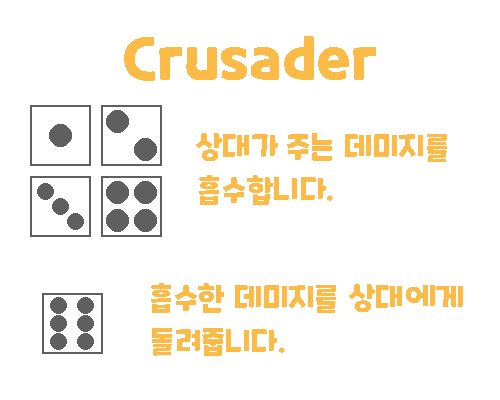 Crusader
상대가 주는 데미지를
흡수합니다.
흡수한 데미지를 상대에게
돌려줍니다.